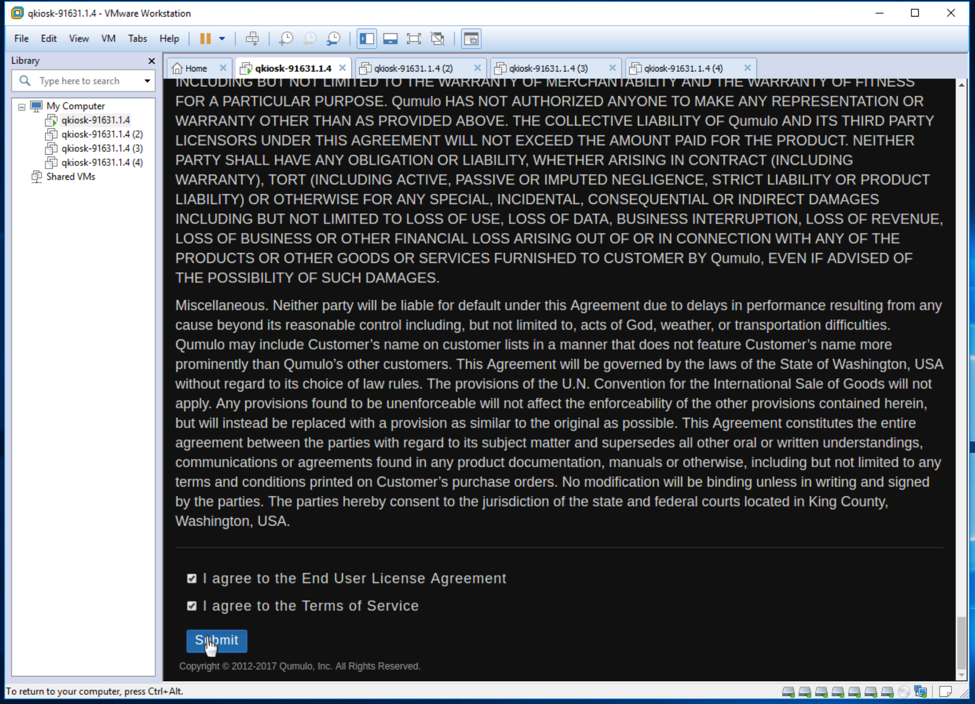 qkiosk-91631.1.4 - VMware Workstation
File Edit View VM Tabs Help
Library
Type here to search
My Computer
qkiosk-91631.1.4
qkiosk-91631.1.4 (2)
qkiosk-91631.1.4 (3)
qkiosk-91631.1.4 (4)
Shared VMs
Home qkiosk-91631.1.4 qkiosk-91631.1.4 (2) qkiosk-91631.1.4 (3) qkiosk-91631.1.4 (4)
INCLUDING BUT NOT LIMITED TO THE WARRANTY OF MERCHANTABILITY AND THE WARRANTY OF FITNESS
FOR A PARTICULAR PURPOSE. Qumulo HAS NOT AUTHORIZED ANYONE TO MAKE ANY REPRESENTATION OR
WARRANTY OTHER THAN AS PROVIDED ABOVE. THE COLLECTIVE LIABILITY OF Qumulo AND ITS THIRD PARTY
LICENSORS UNDER THIS AGREEMENT WILL NOT EXCEED THE AMOUNT PAID FOR THE PRODUCT. NEITHER
PARTY SHALL HAVE ANY OBLIGATION OR LIABILITY, WHETHER ARISING IN CONTRACT (INCLUDING
WARRANTY), TORT (INCLUDING ACTIVE, PASSIVE OR IMPUTED NEGLIGENCE, STRICT LIABILITY OR PRODUCT
LIABILITY) OR OTHERWISE FOR ANY SPECIAL, INCIDENTAL, CONSEQUENTIAL OR INDIRECT DAMAGES
INCLUDING BUT NOT LIMITED TO LOSS OF USE, LOSS OF DATA, BUSINESS INTERRUPTION, LOSS OF REVENUE,
LOSS OF BUSINESS OR OTHER FINANCIAL LOSS ARISING OUT OF OR IN CONNECTION WITH ANY OF THE
PRODUCTS OR OTHER GOODS OR SERVICES FURNISHED TO CUSTOMER BY Qumulo, EVEN IF ADVISED OF
THE POSSIBILITY OF SUCH DAMAGES.
Miscellaneous. Neither party will be liable for default under this Agreement due to delays in performance resulting from any
cause beyond its reasonable control including, but not limited to, acts of God, weather, or transportation difficulties.
Qumulo may include Customer’s name on customer lists in a manner that does not feature Customer’s name more
prominently than Qumulo’s other customers. This Agreement will be governed by the laws of the State of Washington, USA
without regard to its choice of law rules. The provisions of the U.N. Convention for the International Sale of Goods will not
apply. Any provisions found to be unenforceable will not affect the enforceability of the other provisions contained herein,
but will instead be replaced with a provision as similar to the original as possible. This Agreement constitutes the entire
agreement between the parties with regard to its subject matter and supersedes all other oral or written understandings,
communications or agreements found in any product documentation, manuals or otherwise, including but not limited to any
terms and conditions printed on Customer’s purchase orders. No modification will be binding unless in writing and signed
by the parties. The parties hereby consent to the jurisdiction of the state and federal courts located in King County,
Washington, USA.
I agree to the End User License Agreement
I agree to the Terms of Service
Submit
Copyright © 2012-2017 Qumulo, Inc. All Rights Reserved.
To return to your computer, press Ctrl+Alt.